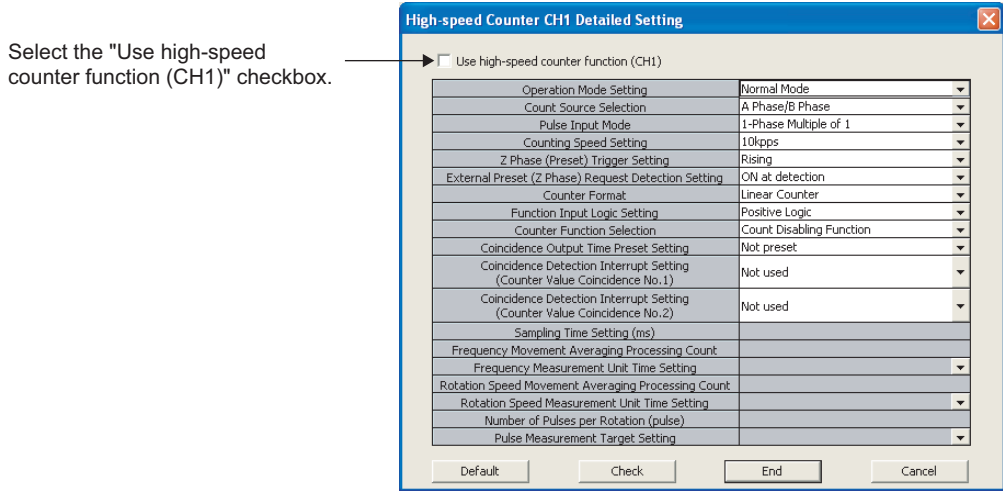 High-speed Counter CH1 Detailed Setting
Select the "Use high-speed
counter function (CH1)" checkbox.
Use high-speed counter function (CH1)
Operation Mode Setting Normal Mode
Count Source Selection A Phase/B Phase
Pulse Input Mode 1-Phase Multiple of 1
Counting Speed Setting 10kpps
Z Phase (Preset) Trigger Setting Rising
External Preset (Z Phase) Request Detection Setting ON at detection
Counter Format Linear Counter
Function Input Logic Setting Positive Logic
Counter Function Selection Count Disabling Function
Coincidence Output Time Preset Setting Not preset
Coincidence Detection Interrupt Setting
(Counter Value Coincidence No.1) Not used
Coincidence Detection Interrupt Setting
(Counter Value Coincidence No.2) Not used
Sampling Time Setting (ms)
Frequency Movement Averaging Processing Count
Frequency Measurement Unit Time Setting
Rotation Speed Movement Averaging Processing Count
Rotation Speed Measurement Unit Time Setting
Number of Pulses per Rotation (pulse)
Pulse Measurement Target Setting
Default Check End Cancel